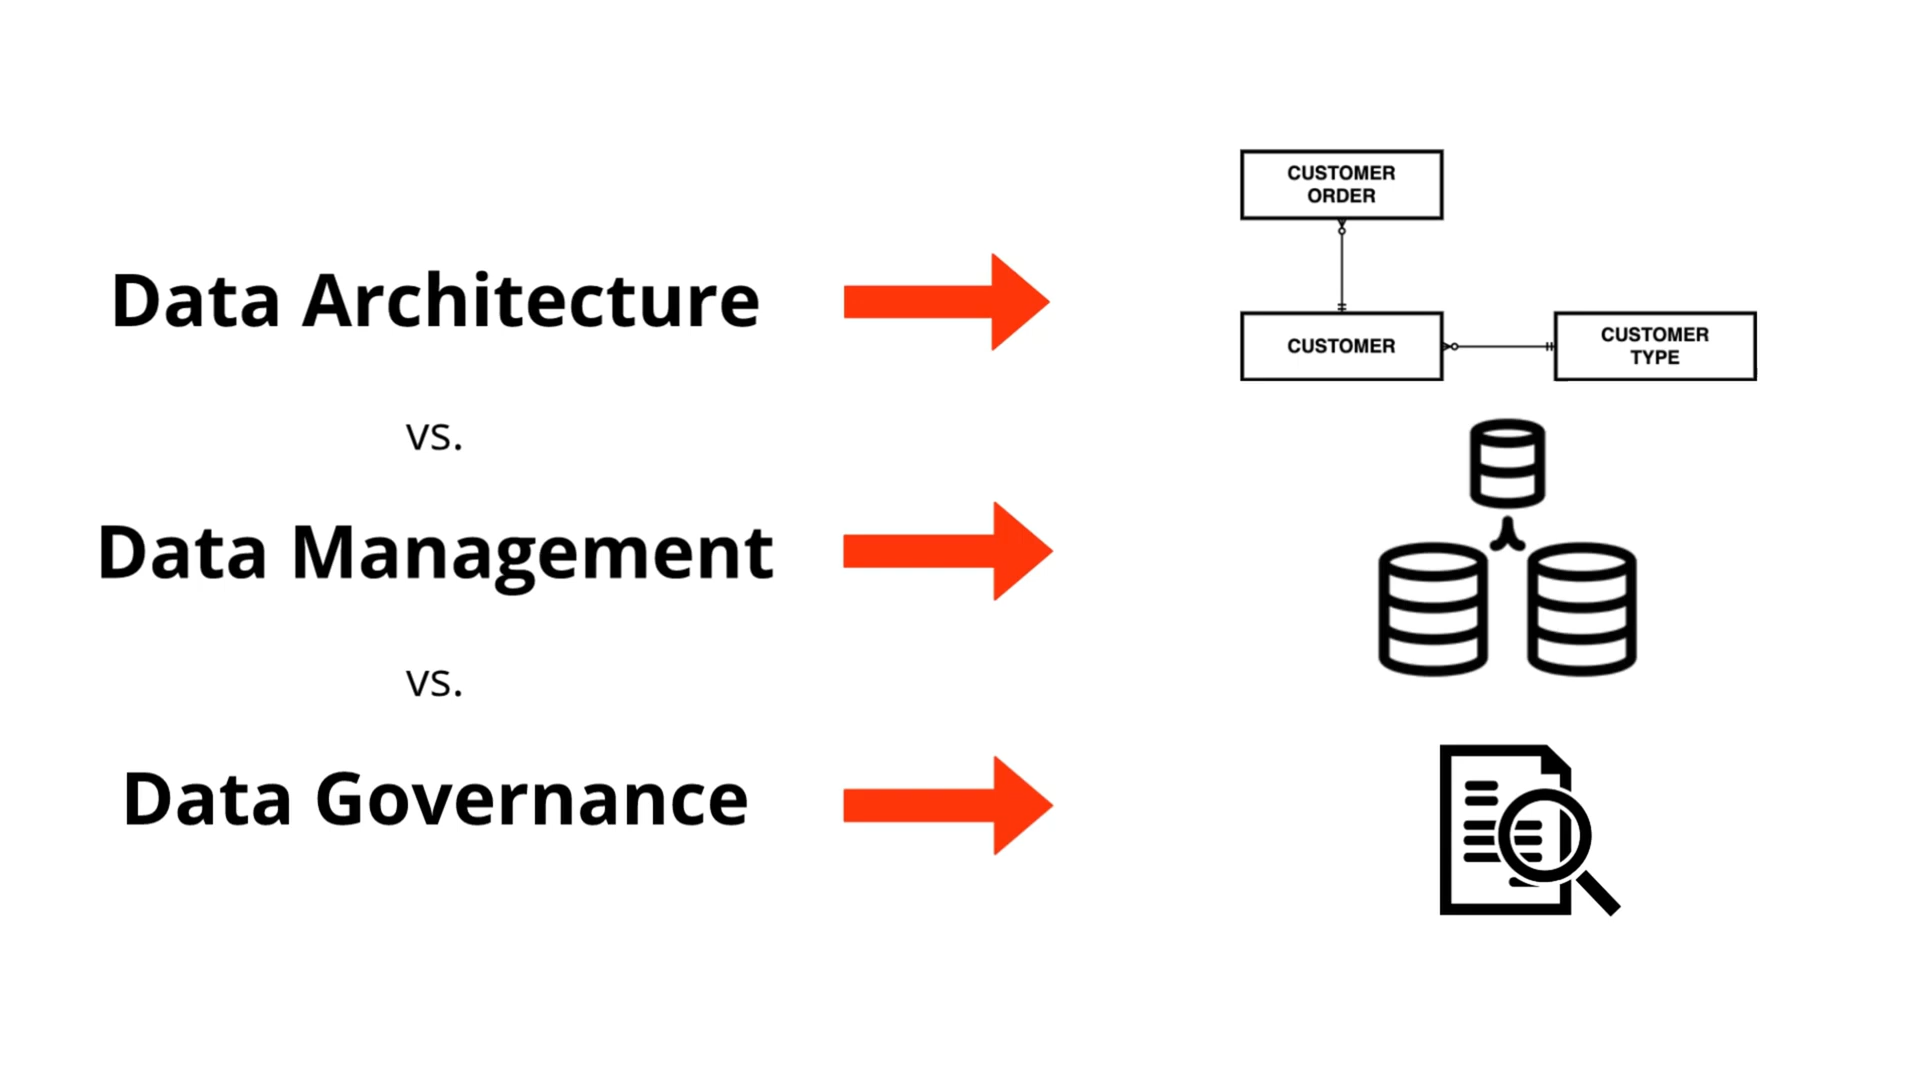 Data Architecture
vs.
Data Management
vs.
Data Governance
CUSTOMER
ORDER
CUSTOMER
CUSTOMER
TYPE